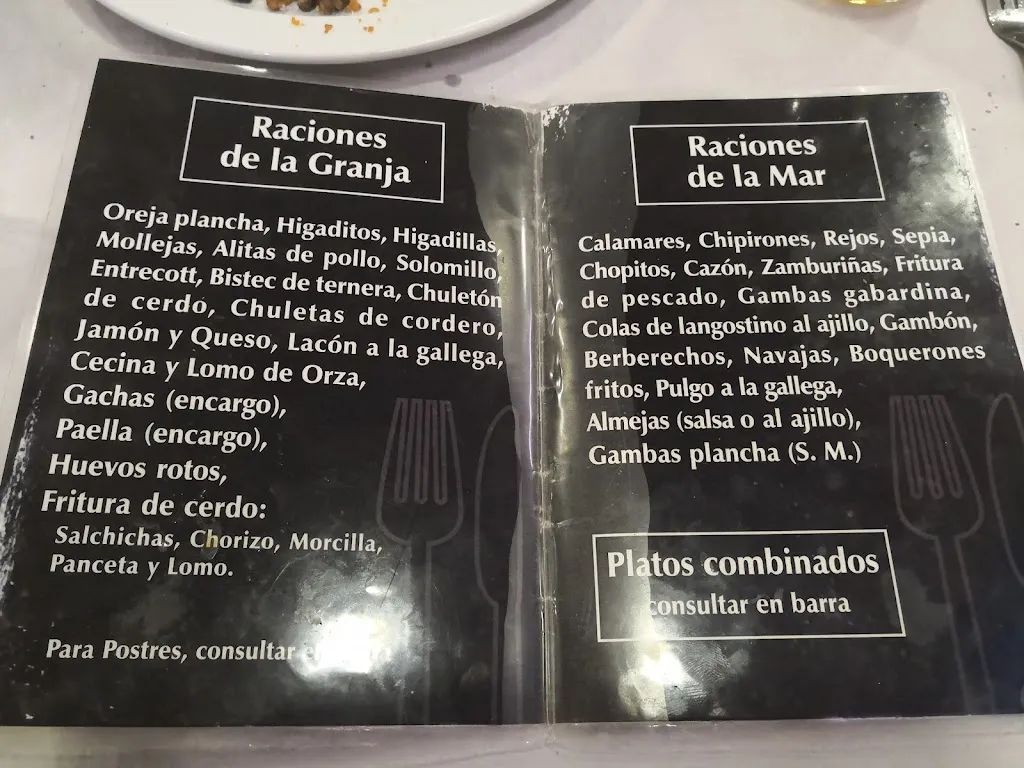 Raciones
de la Granja
Oreja plancha, Higaditos, Higadillas,
Mollejas, Alitas de pollo, Solomillo,
Entrecott, Bistec de ternera, Chuletón
de cerdo, Chuletas de cordero,
Jamón y Queso, Lacón a la gallega,
Cecina y Lomo de Orza,
Gachas (encargo),
Paella (encargo),
Huevos rotos,
Fritura de cerdo:
Salchichas, Chorizo, Morcilla,
Panceta y Lomo.
Para Postres, consultar
Raciones
de la Mar
Calamares, Chipirones, Rejos, Sepia,
Chopitos, Cazón, Zamburiñas, Fritura
de pescado, Gambas gabardina,
Colas de langostino al ajillo, Gambón,
Berberechos, Navajas, Boquerones
fritos, Pulgo a la gallega,
Almejas (salsa o al ajillo),
Gambas plancha (S. M.)
Platos combinados
consultar en barra